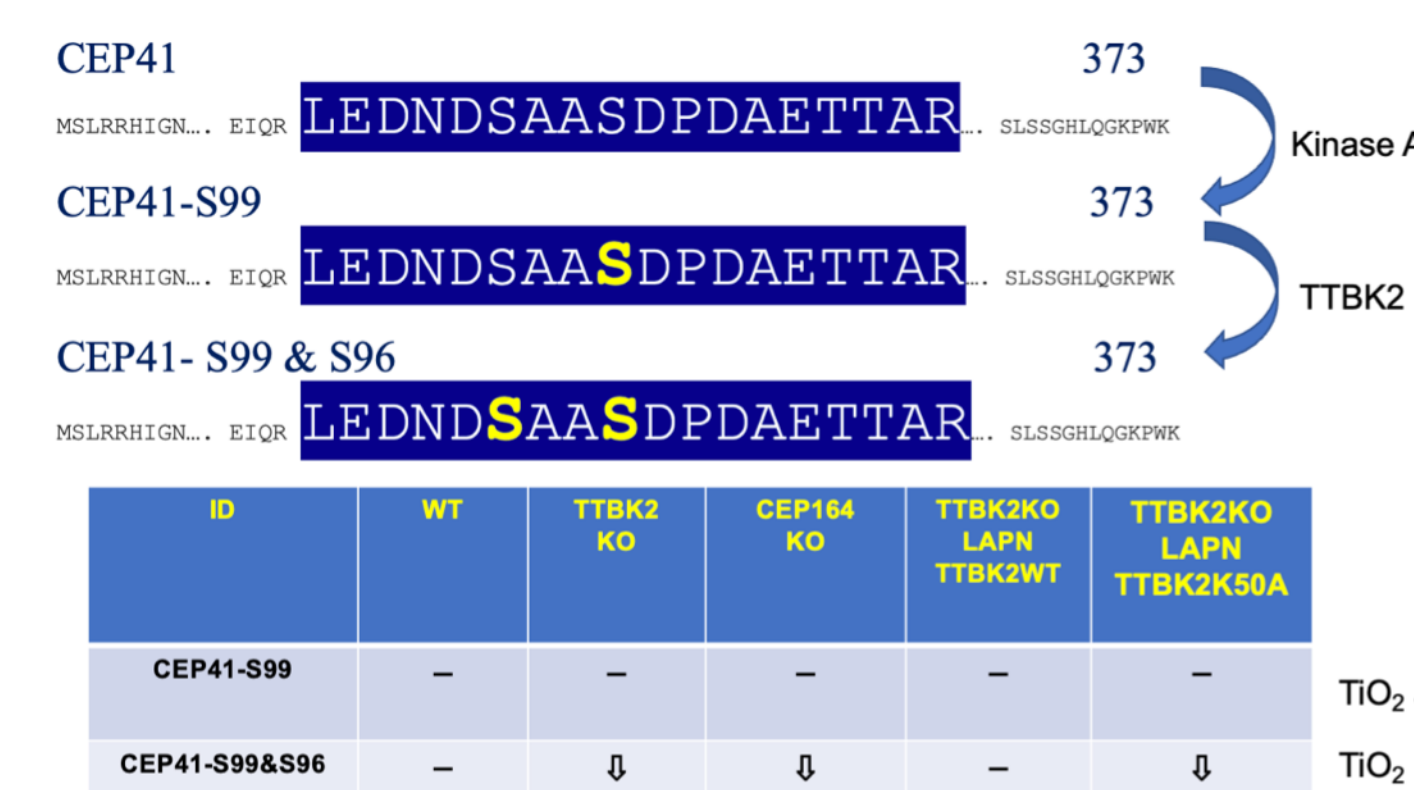 CEP41 373
MSLRRHIGN…. EIQR LEDNDSAASDPDAETTAR…. SLSSGHLQGKPWK
Kinase A
CEP41-S99 373
MSLRRHIGN…. EIQR LEDNDSAASDPDAETTAR…. SLSSGHLQGKPWK
TTBK2
CEP41- S99 & S96 373
MSLRRHIGN…. EIQR LEDNDSAASDPDAETTAR…. SLSSGHLQGKPWK
ID WT TTBK2 KO CEP164 KO TTBK2KO LAPN TTBK2WT TTBK2KO LAPN TTBK2K50A
CEP41-S99 – – – – – TiO₂
CEP41-S99&S96 – ⇩ ⇩ – ⇩ TiO₂